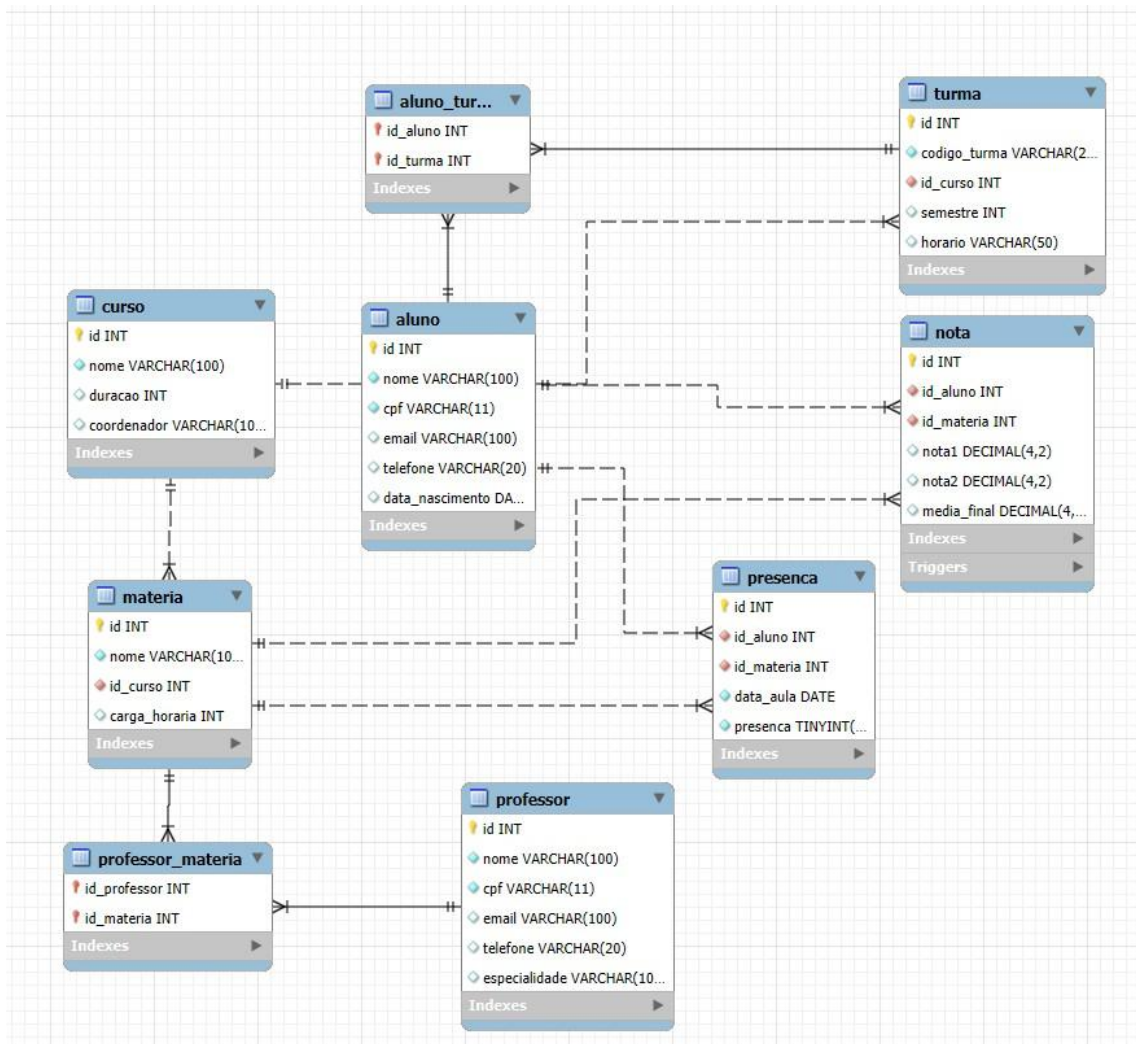 aluno_tur...
id_aluno INT
id_turma INT
Indexes
turma
id INT
codigo_turma VARCHAR(2...
id_curso INT
semestre INT
horario VARCHAR(50)
Indexes
curso
id INT
nome VARCHAR(100)
duracao INT
coordenador VARCHAR(10...
Indexes
aluno
id INT
nome VARCHAR(100)
cpf VARCHAR(11)
email VARCHAR(100)
telefone VARCHAR(20)
data_nascimento DA...
Indexes
nota
id INT
id_aluno INT
id_materia INT
nota1 DECIMAL(4,2)
nota2 DECIMAL(4,2)
media_final DECIMAL(4,...
Indexes
Triggers
materia
id INT
nome VARCHAR(10...
id_curso INT
carga_horaria INT
Indexes
presenca
id INT
id_aluno INT
id_materia INT
data_aula DATE
presenca TINYINT(...
Indexes
professor_materia
id_professor INT
id_materia INT
Indexes
professor
id INT
nome VARCHAR(100)
cpf VARCHAR(11)
email VARCHAR(100)
telefone VARCHAR(20)
especialidade VARCHAR(10...
Indexes